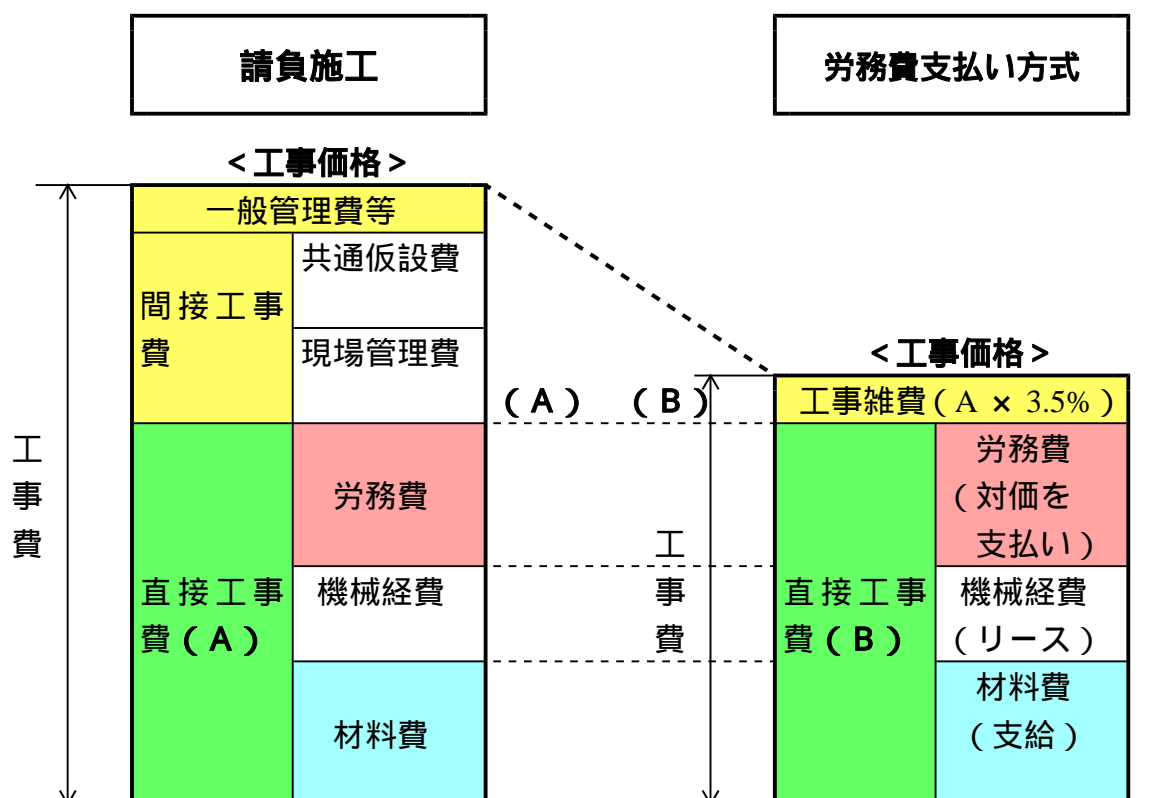 請負施工
労務費支払い方式
＜工事価格＞
一般管理費等
間接工事
費
共通仮設費
現場管理費
工
事
費
直接工事
費（A）
労務費
機械経費
材料費
（A）
（B）
＜工事価格＞
工事雑費（A × 3.5%）
工
事
費
直接工事
費（B）
労務費
（対価を
支払い）
機械経費
（リース）
材料費
（支給）